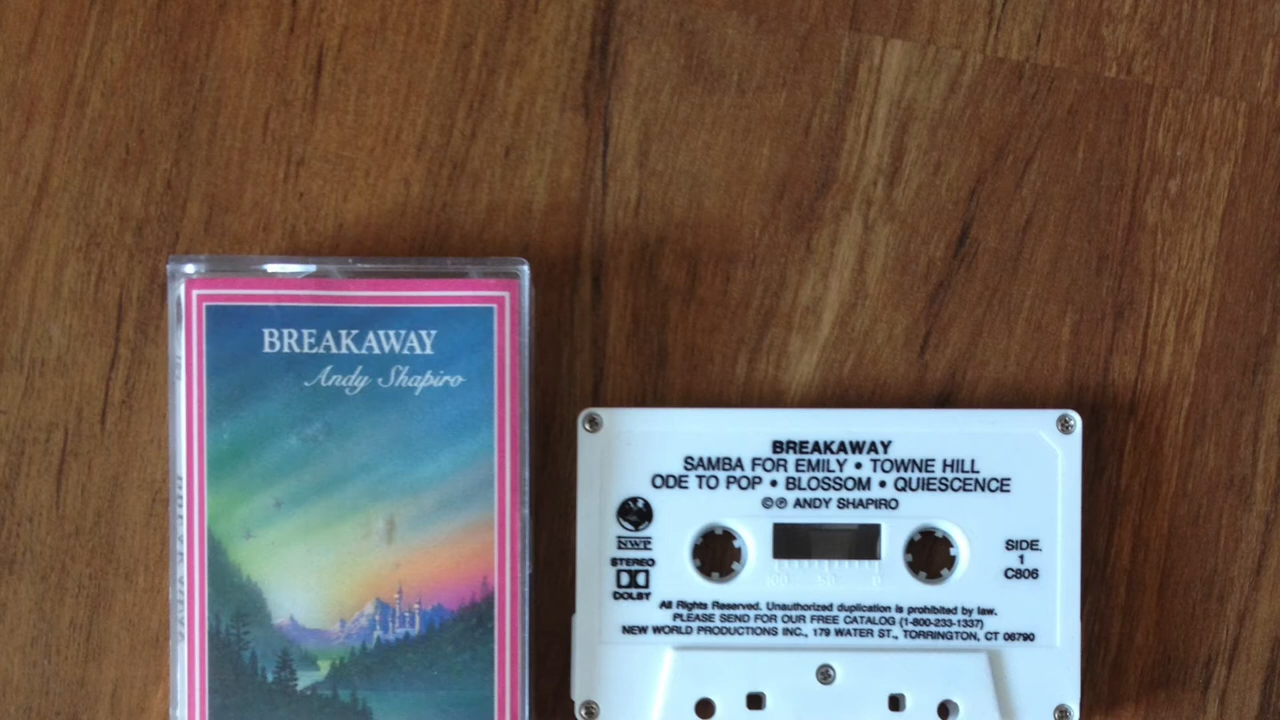 BREAKAWAY
Andy Shapiro
BREAKAWAY
SAMBA FOR EMILY • TOWNE HILL
ODE TO POP • BLOSSOM • QUIESCENCE
©℗ ANDY SHAPIRO
NWP
STEREO
DOLBY
100 50 0
SIDE.
1
C806
All Rights Reserved. Unauthorized duplication is prohibited by law.
PLEASE SEND FOR OUR FREE CATALOG (1-800-233-1337)
NEW WORLD PRODUCTIONS INC., 179 WATER ST., TORRINGTON, CT 06790